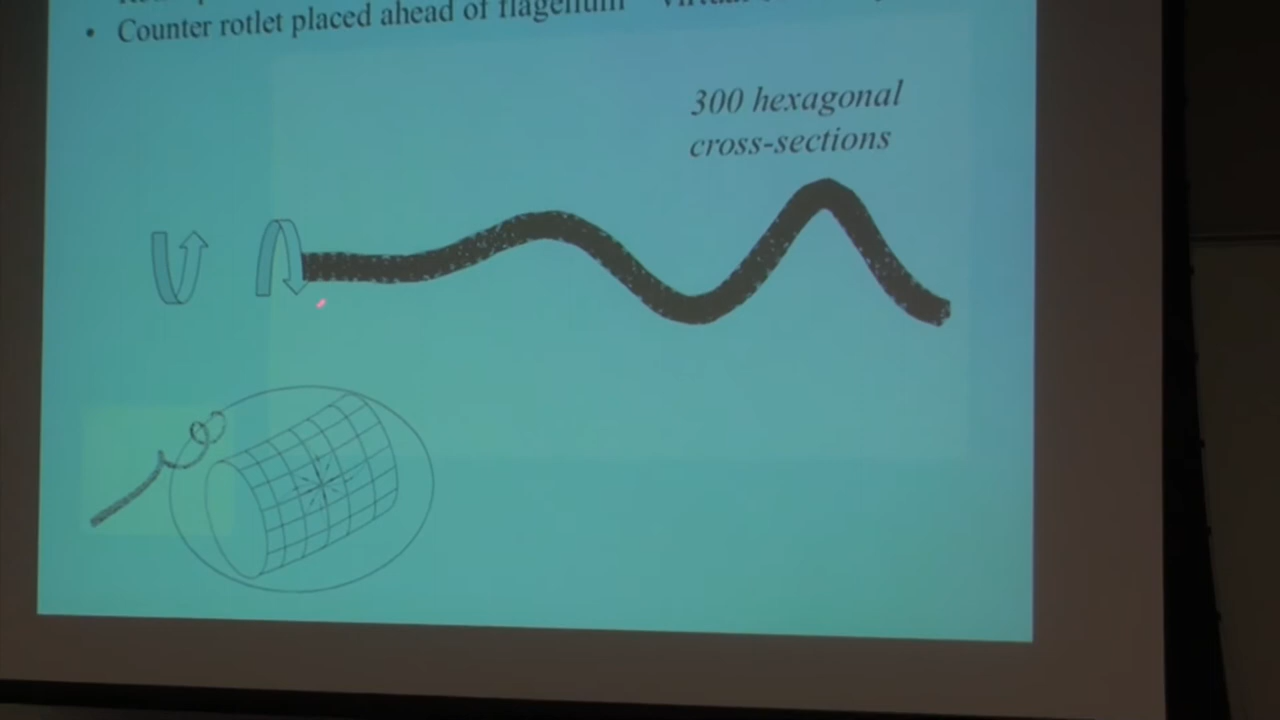 • Counter rotlet placed ahead of flagellum
300 hexagonal
cross-sections